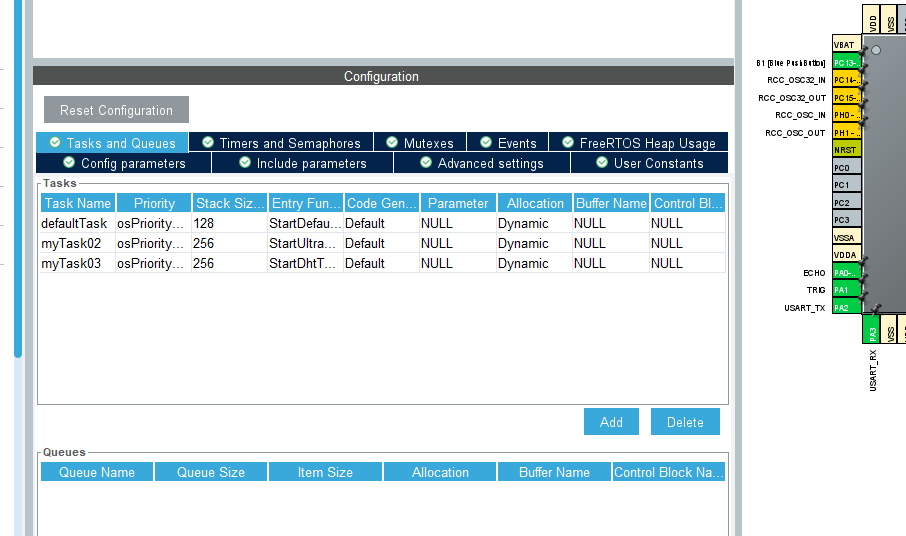 Configuration
Reset Configuration
Tasks and Queues Timers and Semaphores Mutexes Events FreeRTOS Heap Usage
Config parameters Include parameters Advanced settings User Constants
Tasks
Task Name Priority Stack Siz... Entry Fun... Code Gen... Parameter Allocation Buffer Name Control Bl...
defaultTask osPriority... 128 StartDefau... Default NULL Dynamic NULL NULL
myTask02 osPriority... 256 StartUltra... Default NULL Dynamic NULL NULL
myTask03 osPriority... 256 StartDhtT... Default NULL Dynamic NULL NULL
Add Delete
Queues
Queue Name Queue Size Item Size Allocation Buffer Name Control Block Na...
VDD
VSS
VBAT
B1 [Blue PushButton] PC13-..
RCC_OSC32_IN PC14-..
RCC_OSC32_OUT PC15-..
RCC_OSC_IN PH0-..
RCC_OSC_OUT PH1-..
NRST
PC0
PC1
PC2
PC3
VSSA
VDDA
ECHO PA0-..
TRIG PA1
USART_TX PA2
PA3
VSS
USART_RX